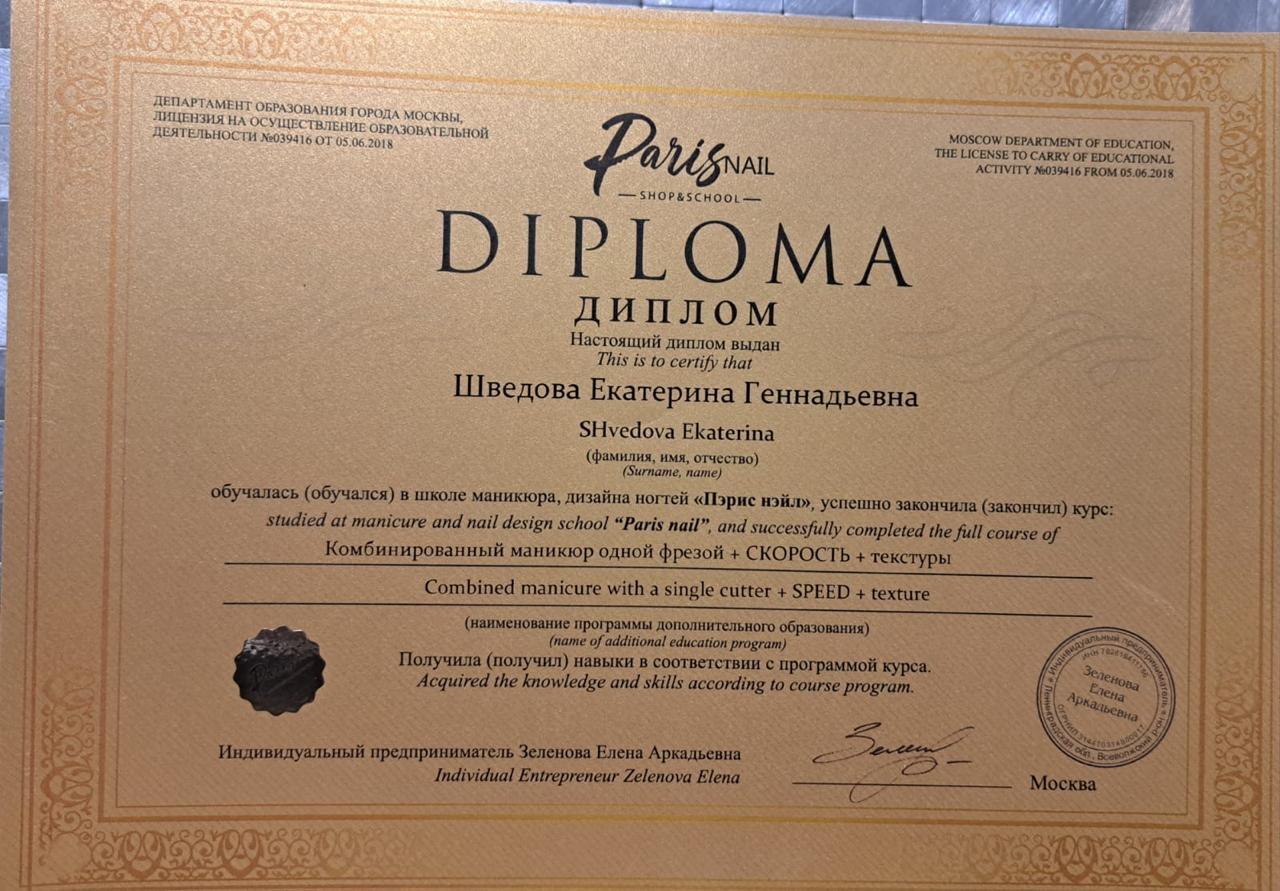 ДЕПАРТАМЕНТ ОБРАЗОВАНИЯ ГОРОДА МОСКВЫ,
ЛИЦЕНЗИЯ НА ОСУЩЕСТВЛЕНИЕ ОБРАЗОВАТЕЛЬНОЙ
ДЕЯТЕЛЬНОСТИ №039416 ОТ 05.06.2018
MOSCOW DEPARTMENT OF EDUCATION,
THE LICENSE TO CARRY OF EDUCATIONAL
ACTIVITY №039416 FROM 05.06.2018
Paris NAIL
SHOP&SCHOOL
DIPLOMA
ДИПЛОМ
Настоящий диплом выдан
This is to certify that
Шведова Екатерина Геннадьевна
SHvedova Ekaterina
(фамилия, имя, отчество)
(Surname, name)
обучалась (обучался) в школе маникюра, дизайна ногтей «Пэрис нэйл», успешно закончила (закончил) курс:
studied at manicure and nail design school “Paris nail”, and successfully completed the full course of
Комбинированный маникюр одной фрезой + СКОРОСТЬ + текстуры
Combined manicure with a single cutter + SPEED + texture
(наименование программы дополнительного образования)
(name of additional education program)
Получила (получил) навыки в соответствии с программой курса.
Acquired the knowledge and skills according to course program.
Индивидуальный предприниматель Зеленова Елена Аркадьевна
Individual Entrepreneur Zelenova Elena
Индивидуальный предприниматель
Зеленова
Елена
Аркадьевна
Ленинградская обл., Всеволожский р-н
Москва